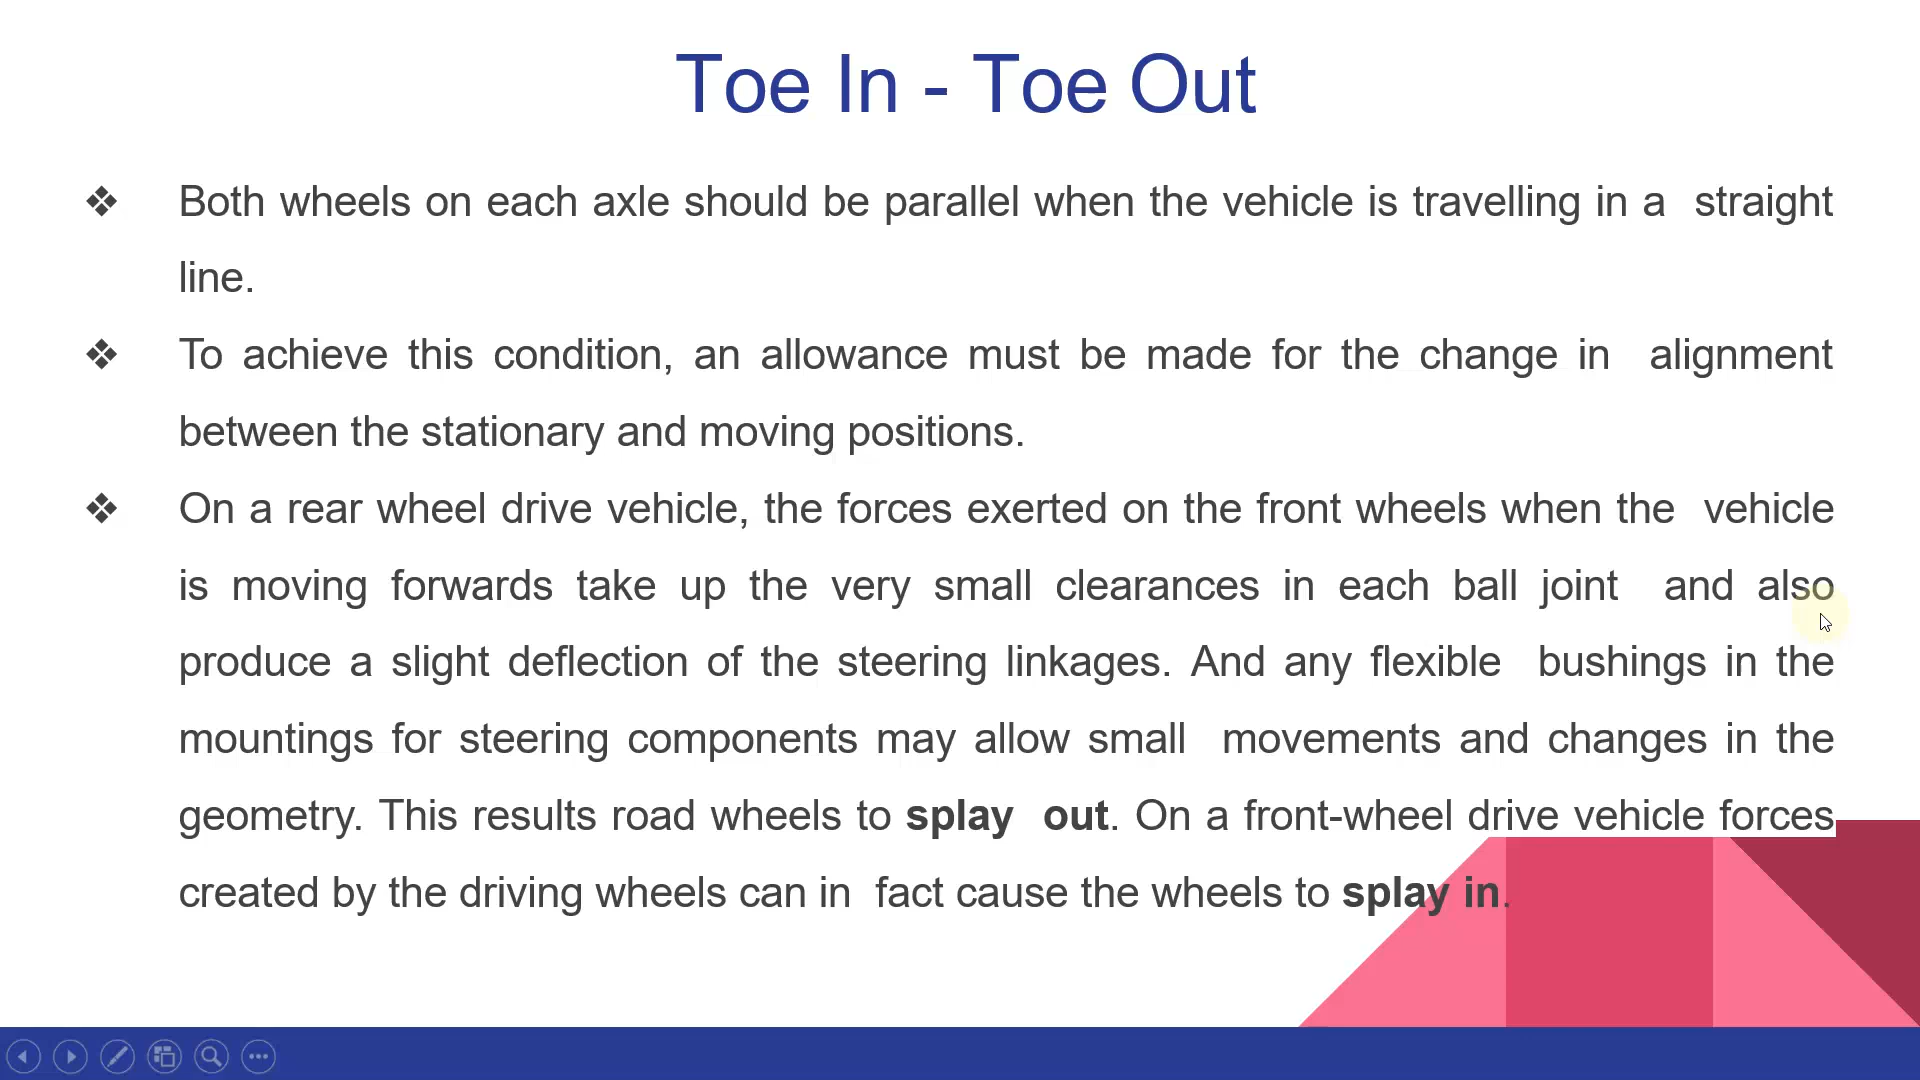 Toe In - Toe Out
❖ Both wheels on each axle should be parallel when the vehicle is travelling in a straight
line.
❖ To achieve this condition, an allowance must be made for the change in alignment
between the stationary and moving positions.
❖ On a rear wheel drive vehicle, the forces exerted on the front wheels when the vehicle
is moving forwards take up the very small clearances in each ball joint and also
produce a slight deflection of the steering linkages. And any flexible bushings in the
mountings for steering components may allow small movements and changes in the
geometry. This results road wheels to splay out. On a front-wheel drive vehicle forces
created by the driving wheels can in fact cause the wheels to splay in.